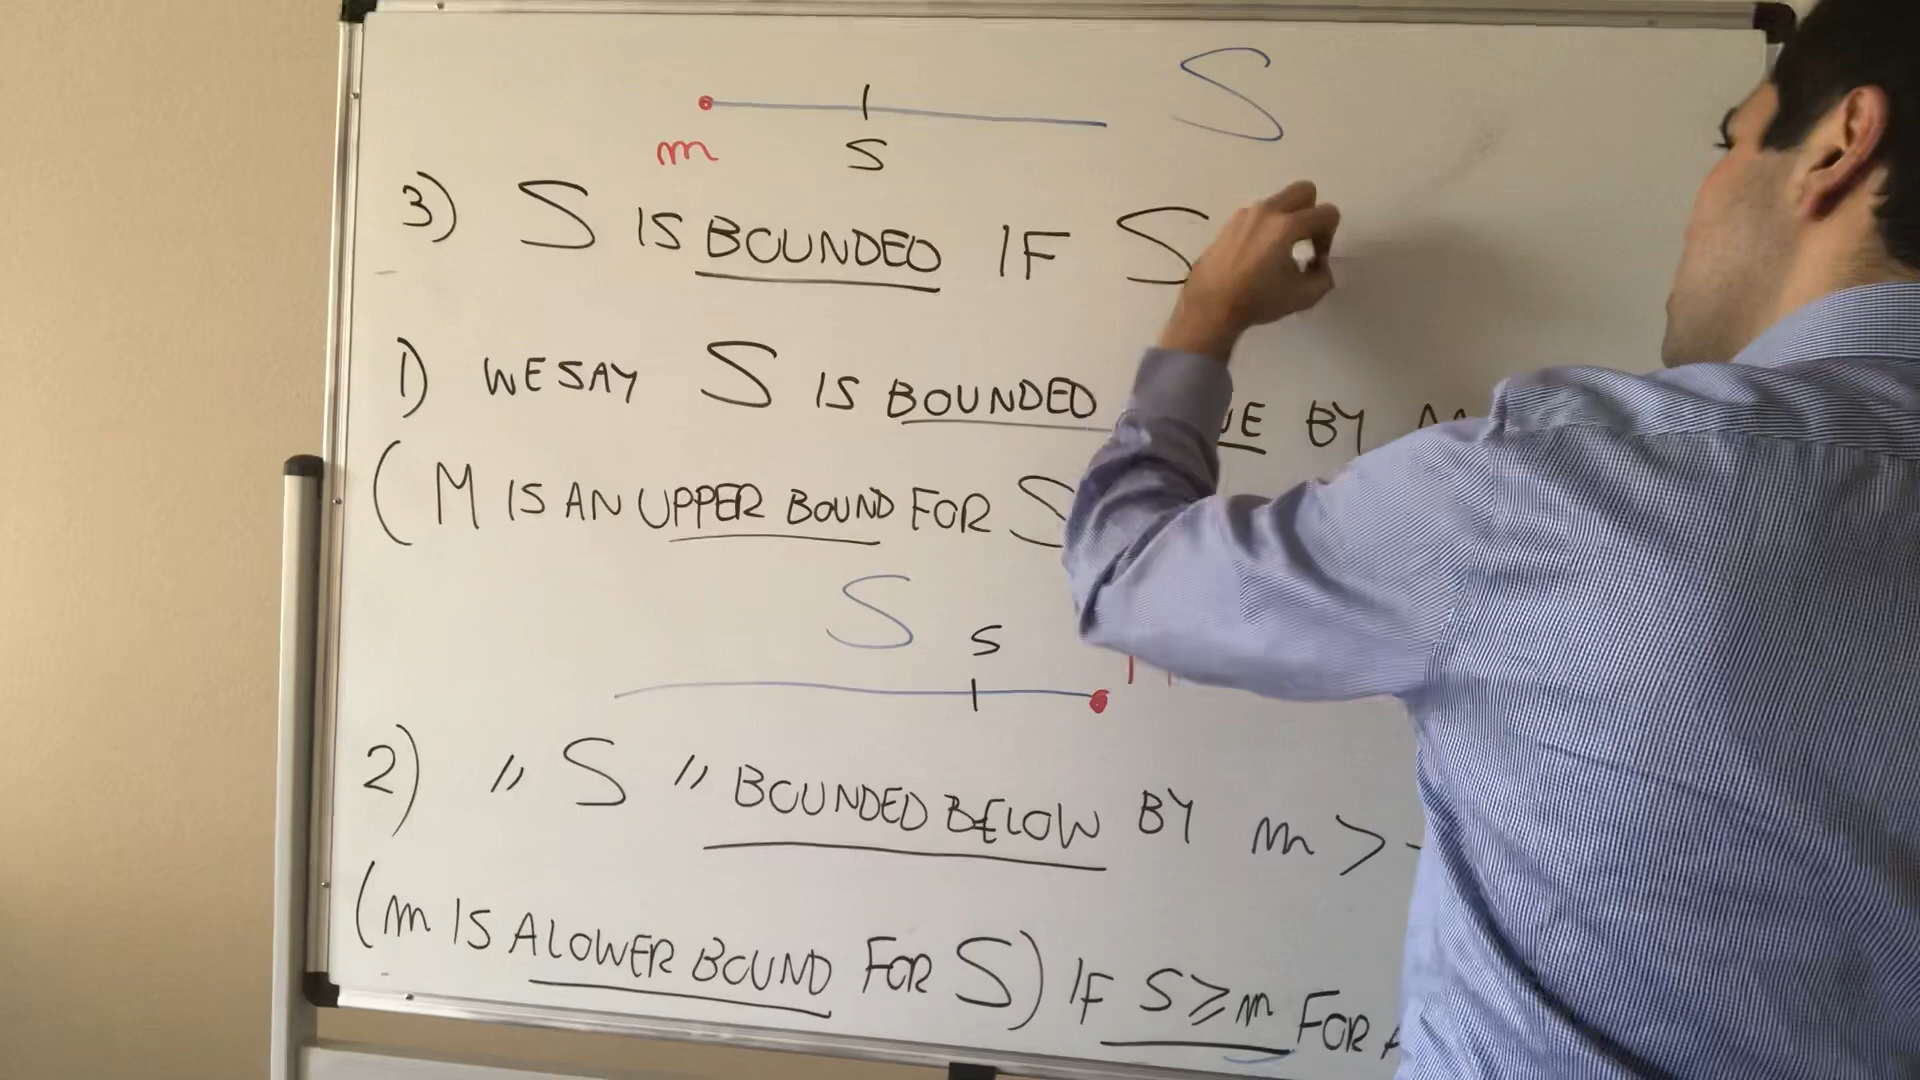 S
m s
3) S IS BOUNDED IF S
1) WE SAY S IS BOUNDED BY
(M IS AN UPPER BOUND FOR S
S s
2) " S " BOUNDED BELOW BY m > -
(m IS A LOWER BOUND FOR S) IF s ≥ m FOR